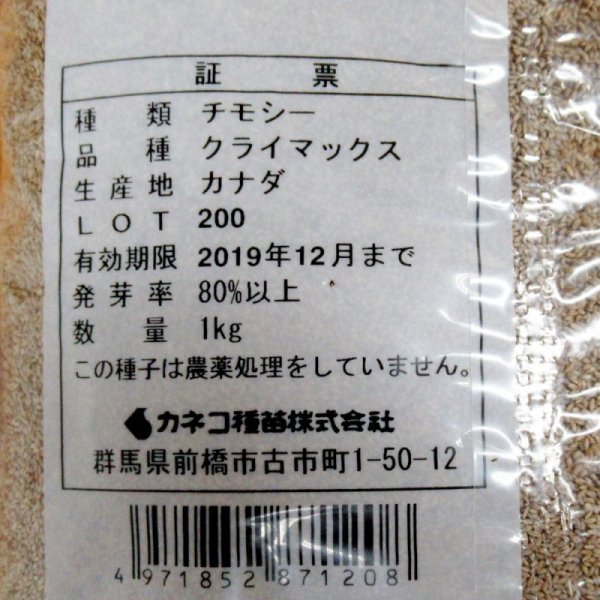 証票
種類 チモシー
品種 クライマックス
生産地 カナダ
LOT 200
有効期限 2019年12月まで
発芽率 80%以上
数量 1kg
この種子は農薬処理をしていません。
カネコ種苗株式会社
群馬県前橋市古市町1-50-12
4 971852 871208